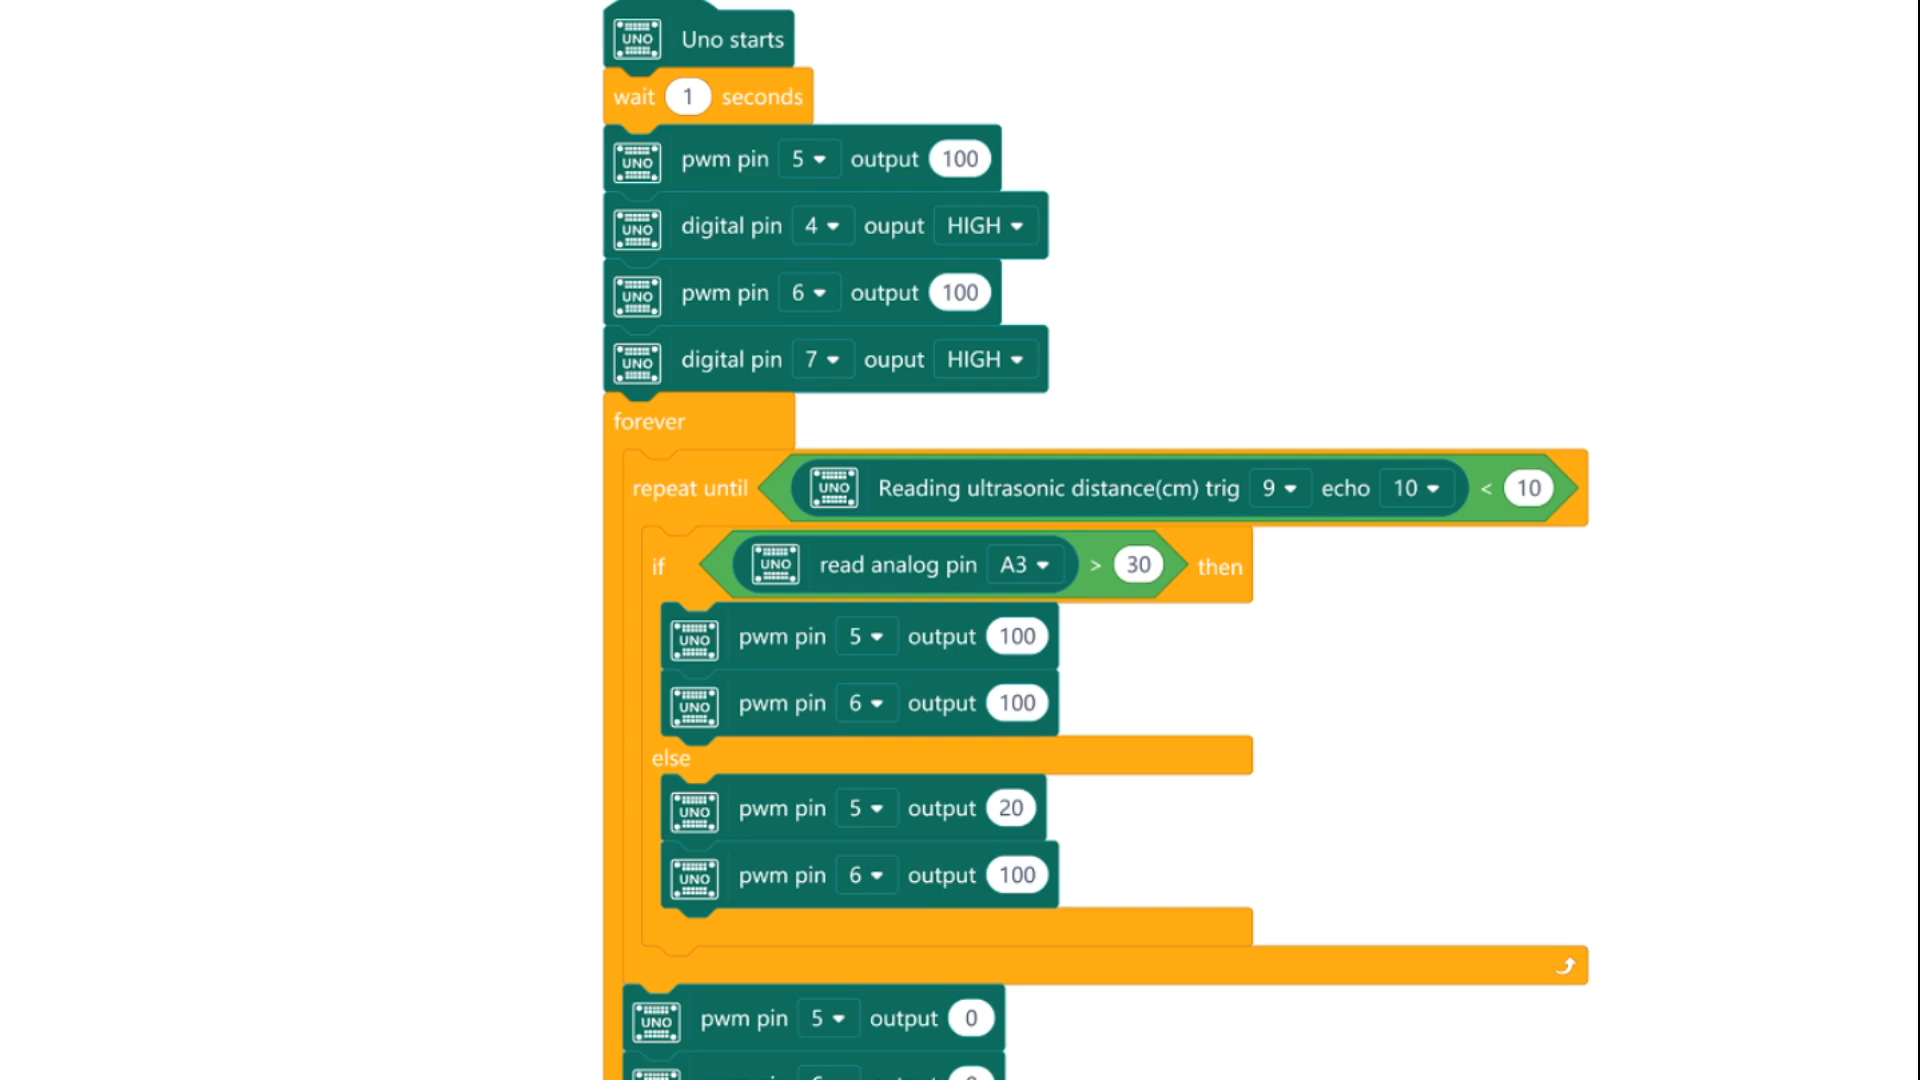 UNO Uno starts
wait 1 seconds
UNO pwm pin 5 output 100
UNO digital pin 4 ouput HIGH
UNO pwm pin 6 output 100
UNO digital pin 7 ouput HIGH
forever
repeat until UNO Reading ultrasonic distance(cm) trig 9 echo 10 < 10
if UNO read analog pin A3 > 30 then
UNO pwm pin 5 output 100
UNO pwm pin 6 output 100
else
UNO pwm pin 5 output 20
UNO pwm pin 6 output 100
UNO pwm pin 5 output 0